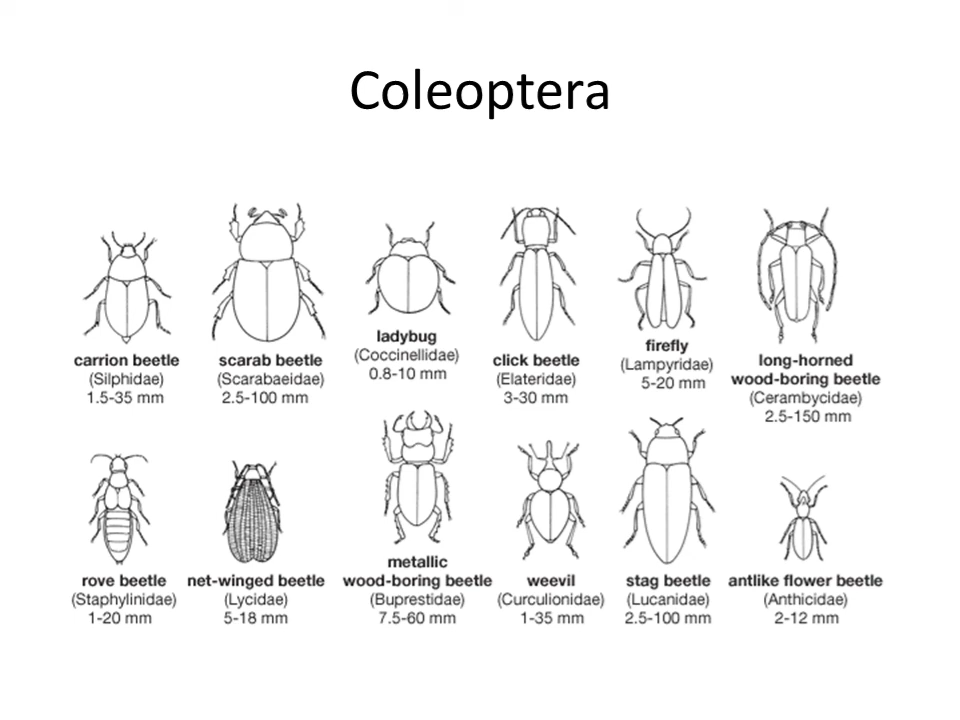 Coleoptera
carrion beetle
(Silphidae)
1.5-35 mm
scarab beetle
(Scarabaeidae)
2.5-100 mm
ladybug
(Coccinellidae)
0.8-10 mm
click beetle
(Elateridae)
3-30 mm
firefly
(Lampyridae)
5-20 mm
long-horned
wood-boring beetle
(Cerambycidae)
2.5-150 mm
rove beetle
(Staphylinidae)
1-20 mm
net-winged beetle
(Lycidae)
5-18 mm
metallic
wood-boring beetle
(Buprestidae)
7.5-60 mm
weevil
(Curculionidae)
1-35 mm
stag beetle
(Lucanidae)
2.5-100 mm
antlike flower beetle
(Anthicidae)
2-12 mm